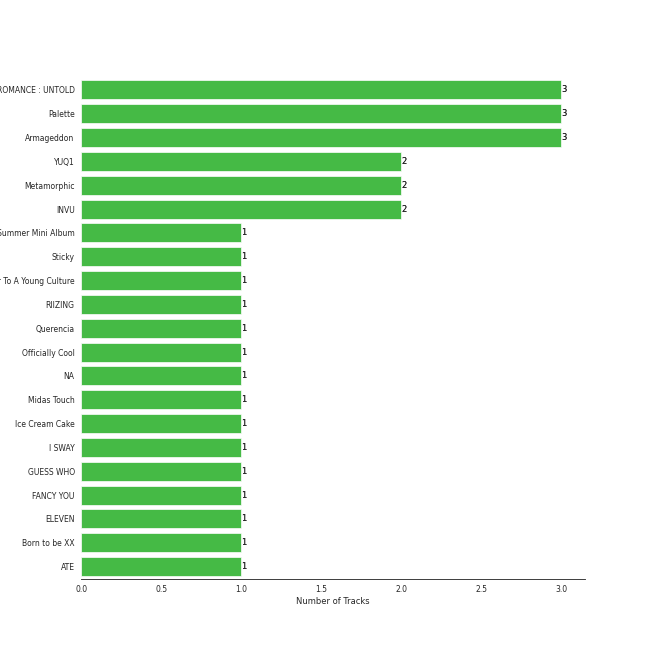 ROMANCE : UNTOLD 3
Palette 3
Armageddon 3
YUQ1 2
Metamorphic 2
INVU 2
Summer Mini Album 1
Sticky 1
To A Young Culture 1
RIIZING 1
Querencia 1
Officially Cool 1
NA 1
Midas Touch 1
Ice Cream Cake 1
I SWAY 1
GUESS WHO 1
FANCY YOU 1
ELEVEN 1
Born to be XX 1
ATE 1
0.0 0.5 1.0 1.5 2.0 2.5 3.0
Number of Tracks